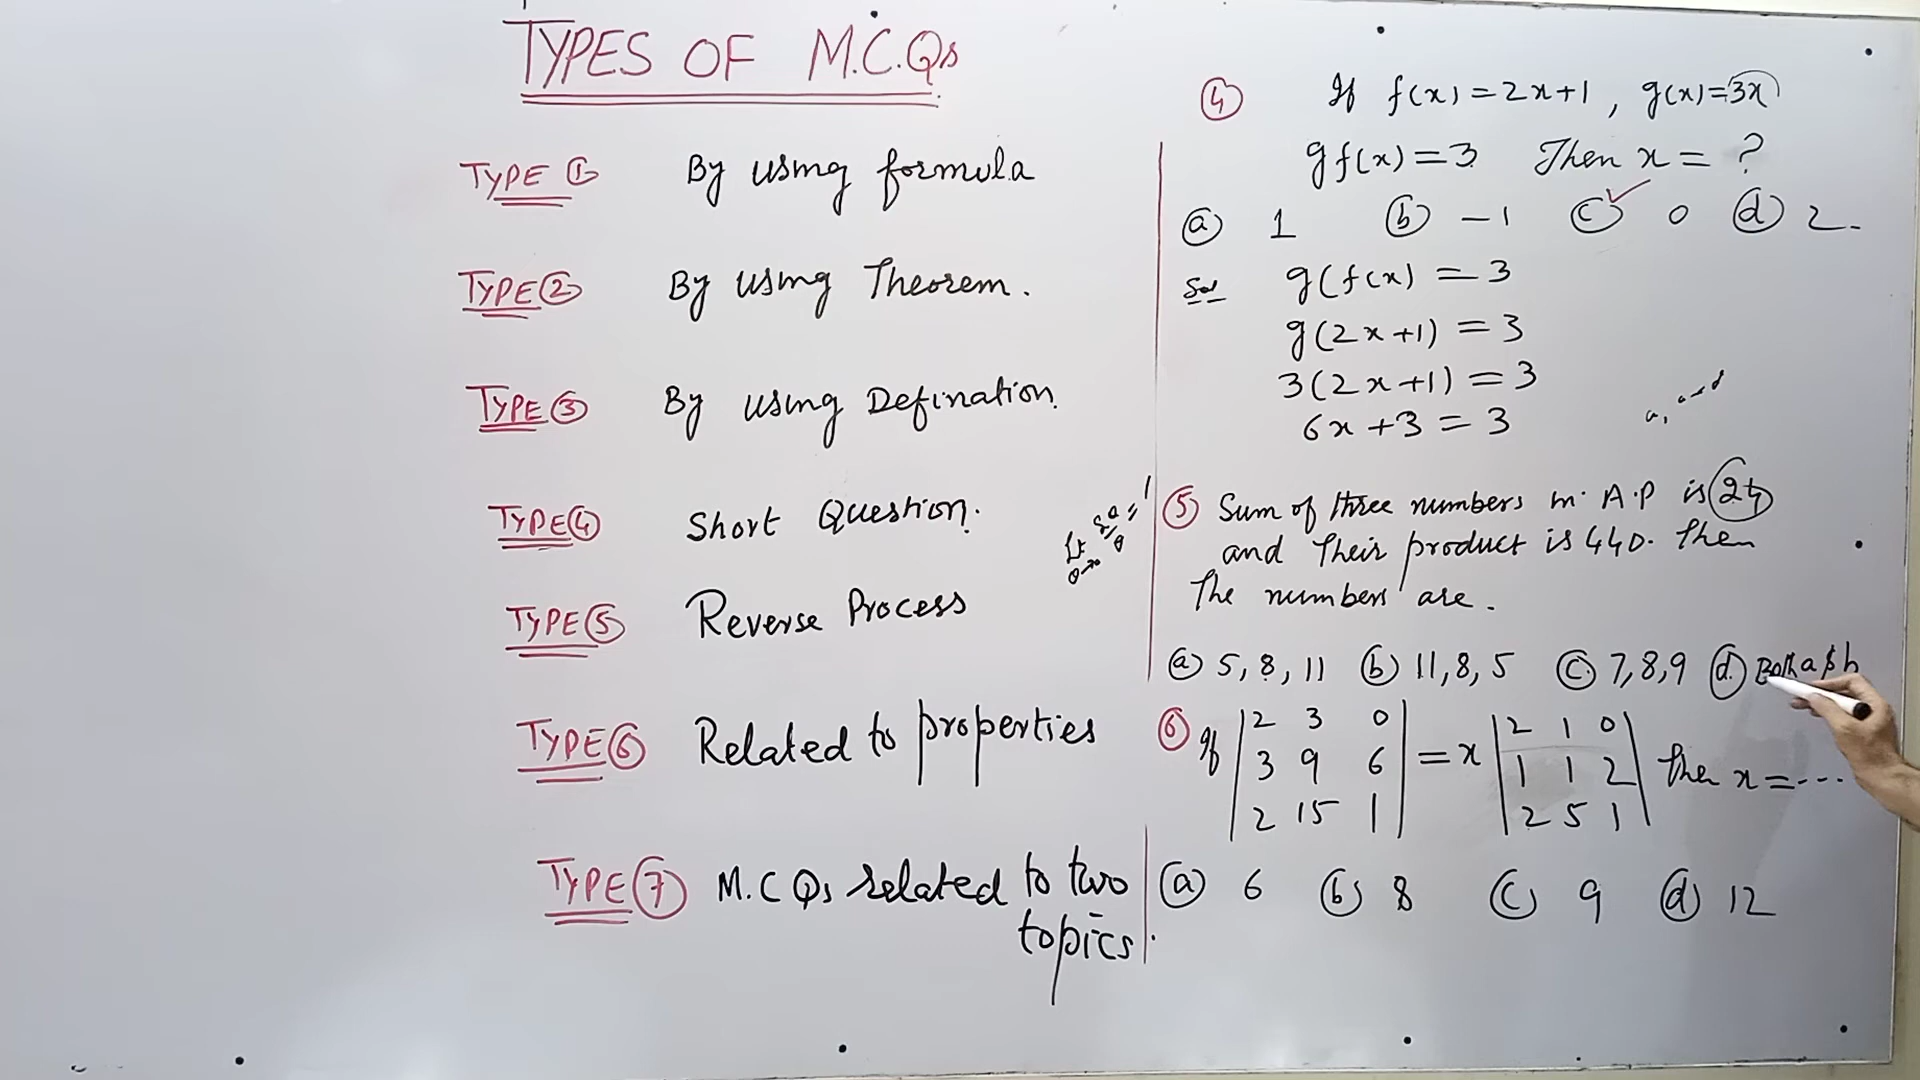 TYPES OF M.C.Qs
TYPE ① By using formula
TYPE ② By using Theorem.
TYPE ③ By using Defination.
TYPE ④ Short Question.
TYPE ⑤ Reverse Process
TYPE ⑥ Related to properties
TYPE ⑦ M.C Qs related to two
topics.
④ If f(x) = 2x+1 , g(x)=3x
gf(x) = 3 Then x = ?
ⓐ 1 ⓑ -1 ⓒ ✓ 0 ⓓ 2.
Sol g(f(x) = 3
g(2x+1) = 3
3(2x+1) = 3
6x+3 = 3
⑤ Sum of three numbers in A.P is 24
and Their product is 440. Then
The numbers are.
ⓐ 5, 8, 11 ⓑ 11, 8, 5 ⓒ 7,8,9 ⓓ Both a & b
⑥ If |2 3 0| = x |2 1 0| then x = ---
|3 9 6| |1 1 2|
|2 15 1| |2 5 1|
ⓐ 6 ⓑ 8 ⓒ 9 ⓓ 12